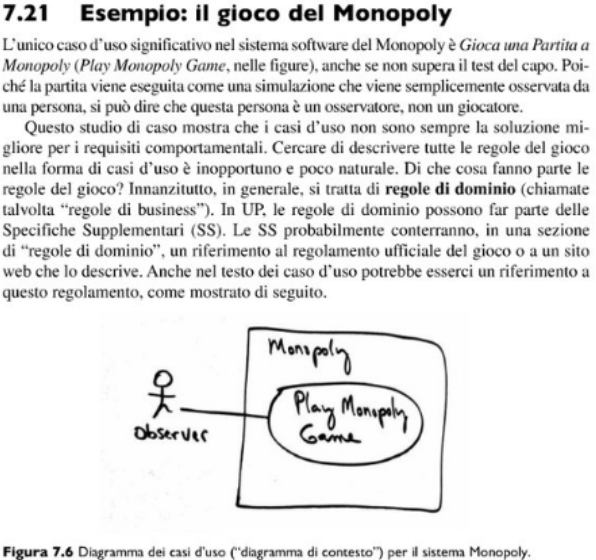 7.21 Esempio: il gioco del Monopoly
L'unico caso d'uso significativo nel sistema software del Monopoly è Gioca una Partita a
Monopoly (Play Monopoly Game, nelle figure), anche se non supera il test del capo. Poi-
ché la partita viene eseguita come una simulazione che viene semplicemente osservata da
una persona, si può dire che questa persona è un osservatore, non un giocatore.
Questo studio di caso mostra che i casi d'uso non sono sempre la soluzione mi-
gliore per i requisiti comportamentali. Cercare di descrivere tutte le regole del gioco
nella forma di casi d'uso è inopportuno e poco naturale. Di che cosa fanno parte le
regole del gioco? Innanzitutto, in generale, si tratta di regole di dominio (chiamate
talvolta "regole di business"). In UP, le regole di dominio possono far parte delle
Specifiche Supplementari (SS). Le SS probabilmente conterranno, in una sezione
di "regole di dominio", un riferimento al regolamento ufficiale del gioco o a un sito
web che lo descrive. Anche nel testo dei caso d'uso potrebbe esserci un riferimento a
questo regolamento, come mostrato di seguito.
Monopoly
Play Monopoly
Game
Observer
Figura 7.6 Diagramma dei casi d'uso ("diagramma di contesto") per il sistema Monopoly.